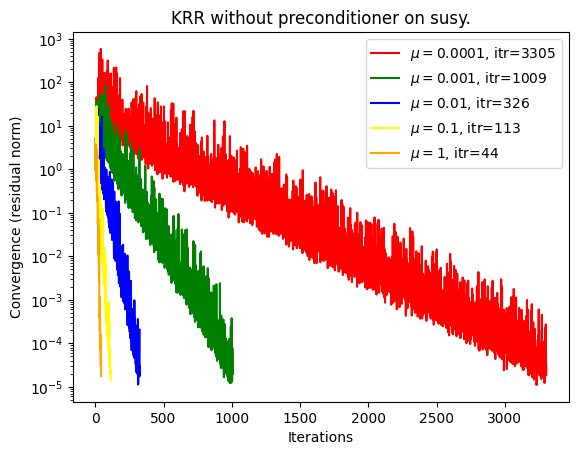 KRR without preconditioner on susy.
μ = 0.0001, itr=3305
μ = 0.001, itr=1009
μ = 0.01, itr=326
μ = 0.1, itr=113
μ = 1, itr=44
Convergence (residual norm)
10³
10²
10¹
10⁰
10⁻¹
10⁻²
10⁻³
10⁻⁴
10⁻⁵
0 500 1000 1500 2000 2500 3000
Iterations